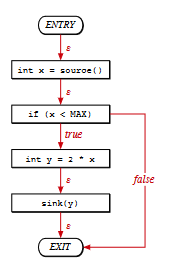 ENTRY
ε
int x = source()
ε
if (x < MAX)
true
int y = 2 * x
false
ε
sink(y)
ε
EXIT